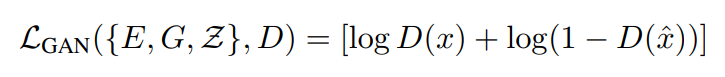 ℒ_GAN({E, G, 𝒵}, D) = [log D(x) + log(1 − D(x̂))]